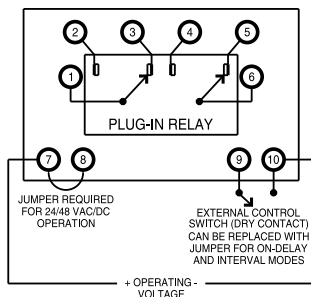 2 3 4 5
1 6
PLUG-IN RELAY
7 8 9 10
JUMPER REQUIRED
FOR 24/48 VAC/DC
OPERATION
EXTERNAL CONTROL
SWITCH (DRY CONTACT)
CAN BE REPLACED WITH
JUMPER FOR ON-DELAY
AND INTERVAL MODES
+ OPERATING -
VOLTAGE